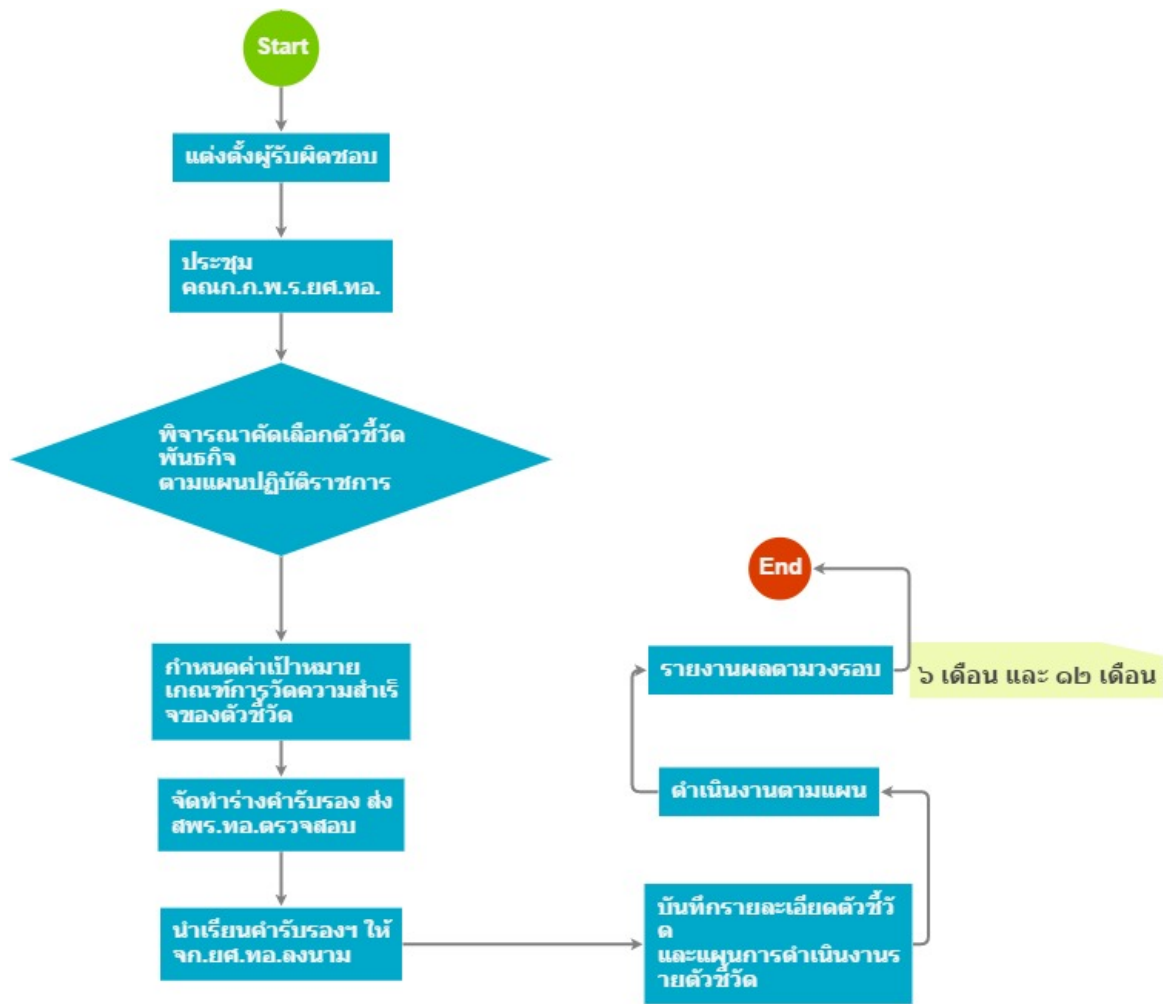 Start
แต่งตั้งผู้รับผิดชอบ
ประชุม
คณก.ก.พ.ร.ยศ.ทอ.
พิจารณาคัดเลือกตัวชี้วัด
พันธกิจ
ตามแผนปฏิบัติราชการ
กำหนดค่าเป้าหมาย
เกณฑ์การวัดความสำเร็
จของตัวชี้วัด
จัดทำร่างคำรับรอง ส่ง
สพร.ทอ.ตรวจสอบ
นำเรียนคำรับรองฯ ให้
จก.ยศ.ทอ.ลงนาม
บันทึกรายละเอียดตัวชี้วั
ด
และแผนการดำเนินงานร
ายตัวชี้วัด
ดำเนินงานตามแผน
รายงานผลตามวงรอบ
๖ เดือน และ ๑๒ เดือน
End